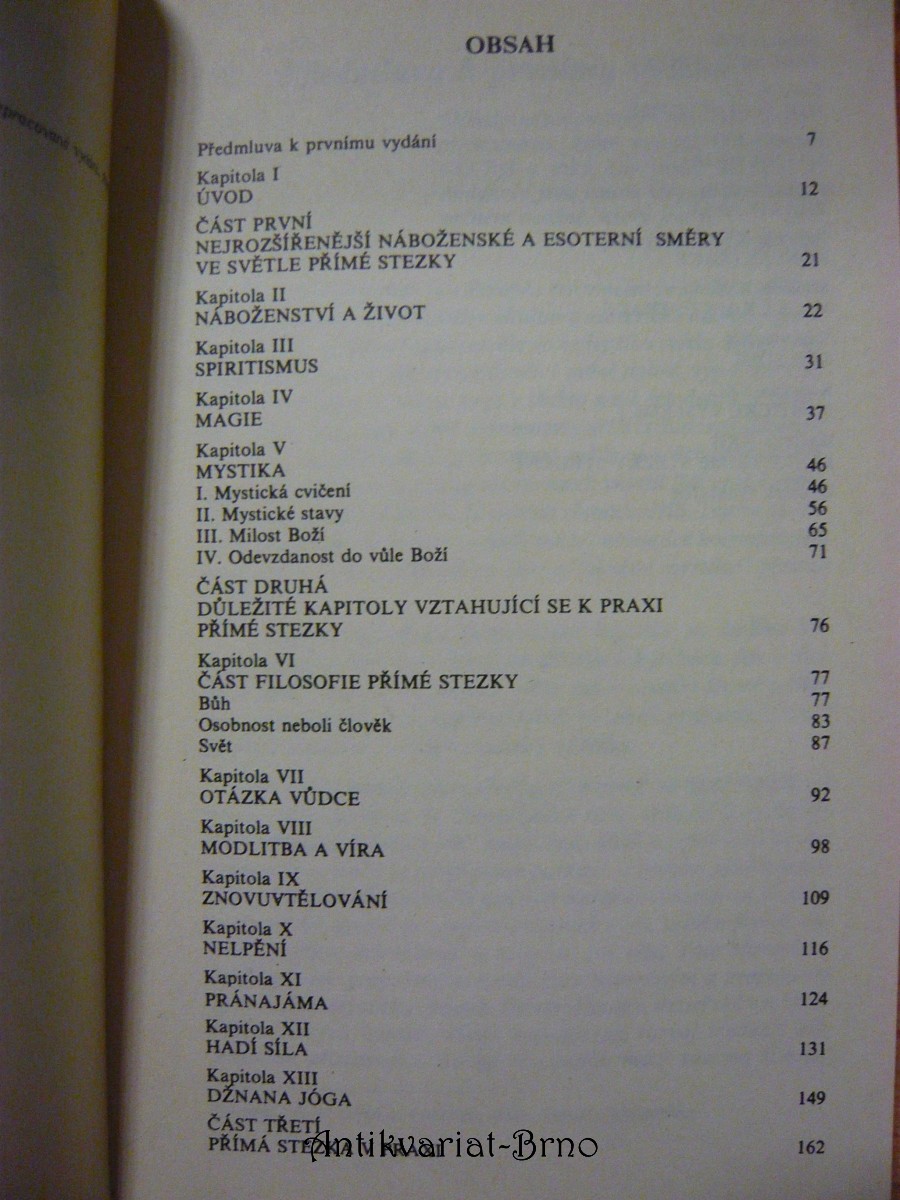 OBSAH
Předmluva k prvnímu vydání 7
Kapitola I
ÚVOD 12
ČÁST PRVNÍ
NEJROZŠÍŘENĚJŠÍ NÁBOŽENSKÉ A ESOTERNÍ SMĚRY
VE SVĚTLE PŘÍMÉ STEZKY 21
Kapitola II
NÁBOŽENSTVÍ A ŽIVOT 22
Kapitola III
SPIRITISMUS 31
Kapitola IV
MAGIE 37
Kapitola V
MYSTIKA 46
I. Mystická cvičení 46
II. Mystické stavy 56
III. Milost Boží 65
IV. Odevzdanost do vůle Boží 71
ČÁST DRUHÁ
DŮLEŽITÉ KAPITOLY VZTAHUJÍCÍ SE K PRAXI
PŘÍMÉ STEZKY 76
Kapitola VI
ČÁST FILOSOFIE PŘÍMÉ STEZKY 77
Bůh 77
Osobnost neboli člověk 83
Svět 87
Kapitola VII
OTÁZKA VŮDCE 92
Kapitola VIII
MODLITBA A VÍRA 98
Kapitola IX
ZNOVUVTĚLOVÁNÍ 109
Kapitola X
NELPĚNÍ 116
Kapitola XI
PRÁNAJÁMA 124
Kapitola XII
HADÍ SÍLA 131
Kapitola XIII
DŽNANA JÓGA 149
ČÁST TŘETÍ
PŘÍMÁ STEZKA V PRAXI 162
Antikvariat-Brno